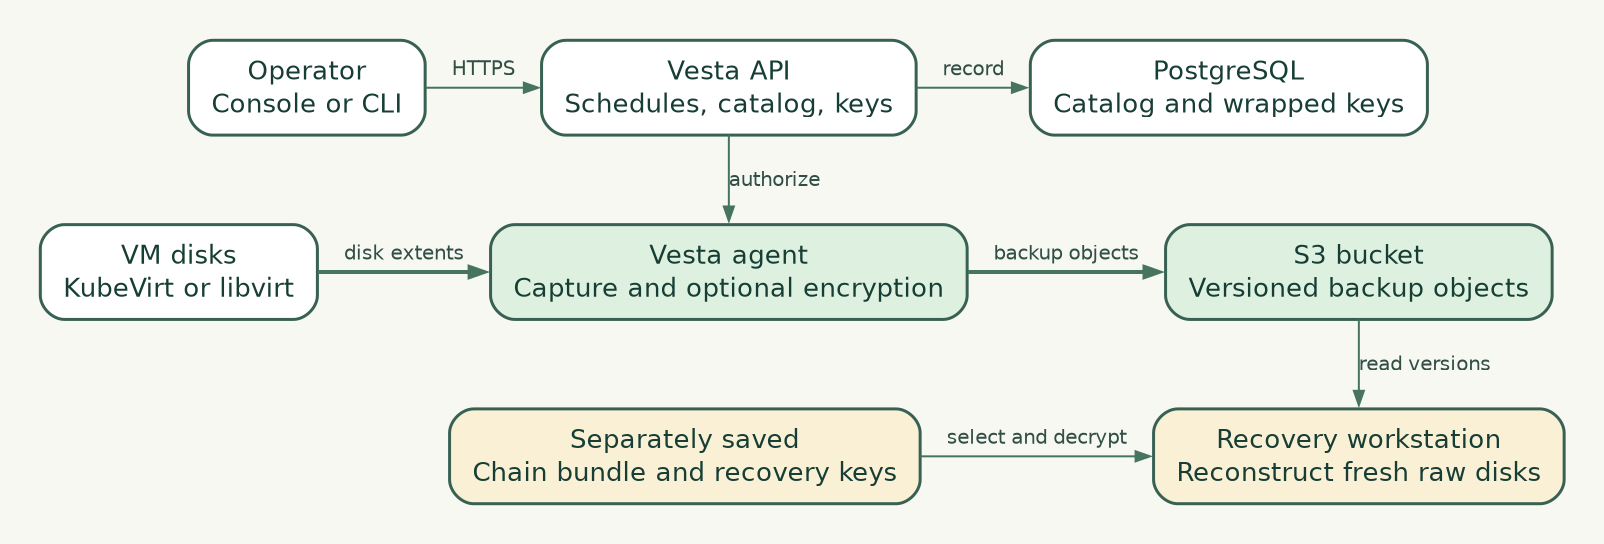 Operator
Console or CLI
HTTPS
Vesta API
Schedules, catalog, keys
record
PostgreSQL
Catalog and wrapped keys
authorize
VM disks
KubeVirt or libvirt
disk extents
Vesta agent
Capture and optional encryption
backup objects
S3 bucket
Versioned backup objects
read versions
Separately saved
Chain bundle and recovery keys
select and decrypt
Recovery workstation
Reconstruct fresh raw disks